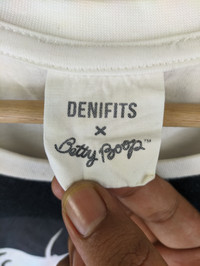 DENIFITS
×
Betty Boop™